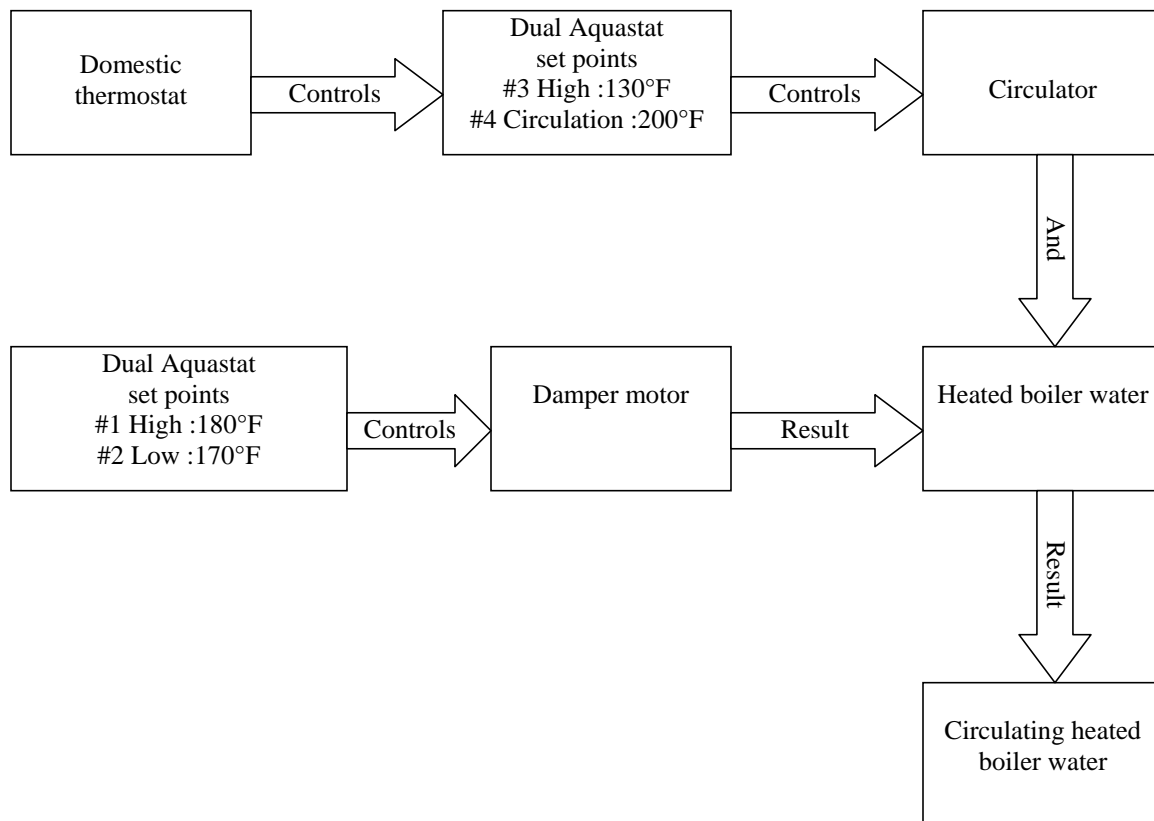 Domestic
thermostat
Controls
Dual Aquastat
set points
#3 High :130°F
#4 Circulation :200°F
Controls
Circulator
And
Dual Aquastat
set points
#1 High :180°F
#2 Low :170°F
Controls
Damper motor
Result
Heated boiler water
Result
Circulating heated
boiler water